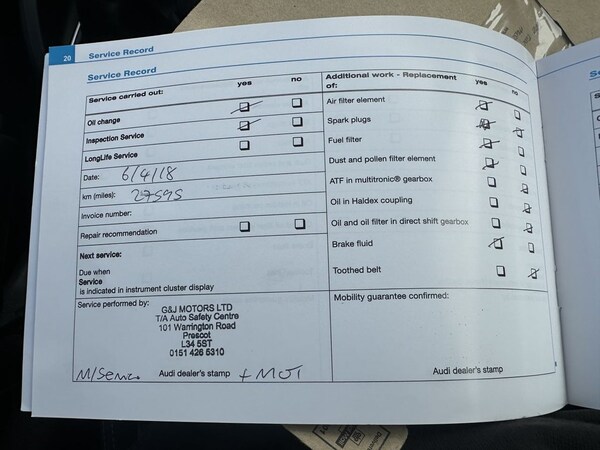 20 Service Record
Service Record
Service carried out: yes no
Oil change
Inspection Service
LongLife Service
Date: 6/4/18
km (miles): 27595
Invoice number:
Repair recommendation
Next service:
Due when
Service
is indicated in instrument cluster display
Service performed by:
G&J MOTORS LTD
T/A Auto Safety Centre
101 Warrington Road
Prescot
L34 5ST
0151 426 5310
M/Service Audi dealer's stamp + MOT
Additional work - Replacement of: yes no
Air filter element
Spark plugs
Fuel filter
Dust and pollen filter element
ATF in multitronic® gearbox
Oil in Haldex coupling
Oil and oil filter in direct shift gearbox
Brake fluid
Toothed belt
Mobility guarantee confirmed:
Audi dealer's stamp